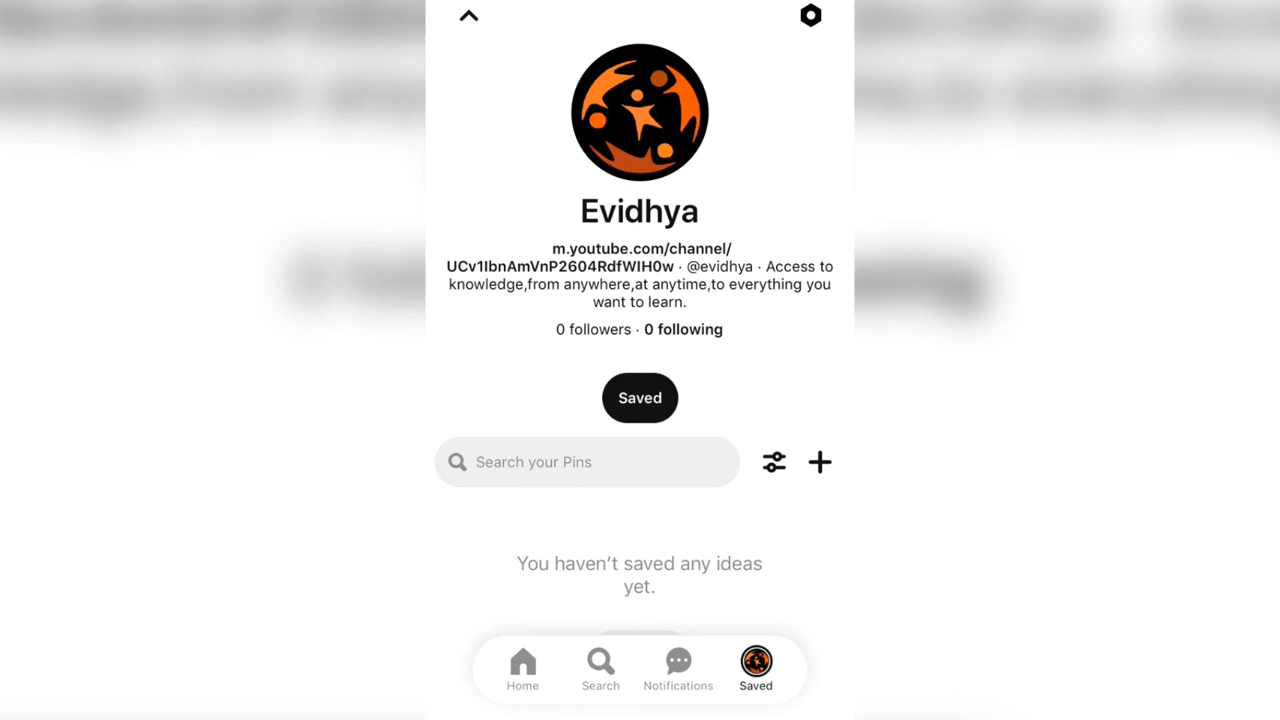 Evidhya
m.youtube.com/channel/
UCv1IbnAmVnP2604RdfWIH0w · @evidhya · Access to
knowledge,from anywhere,at anytime,to everything you
want to learn.
0 followers · 0 following
Saved
Search your Pins
You haven’t saved any ideas
yet.
Home Search Notifications Saved